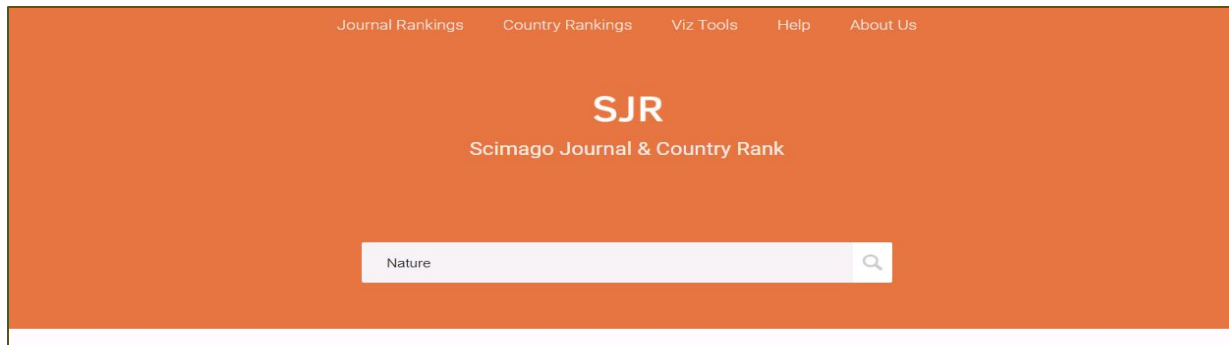 Journal Rankings Country Rankings Viz Tools Help About Us
SJR
Scimago Journal & Country Rank
Nature